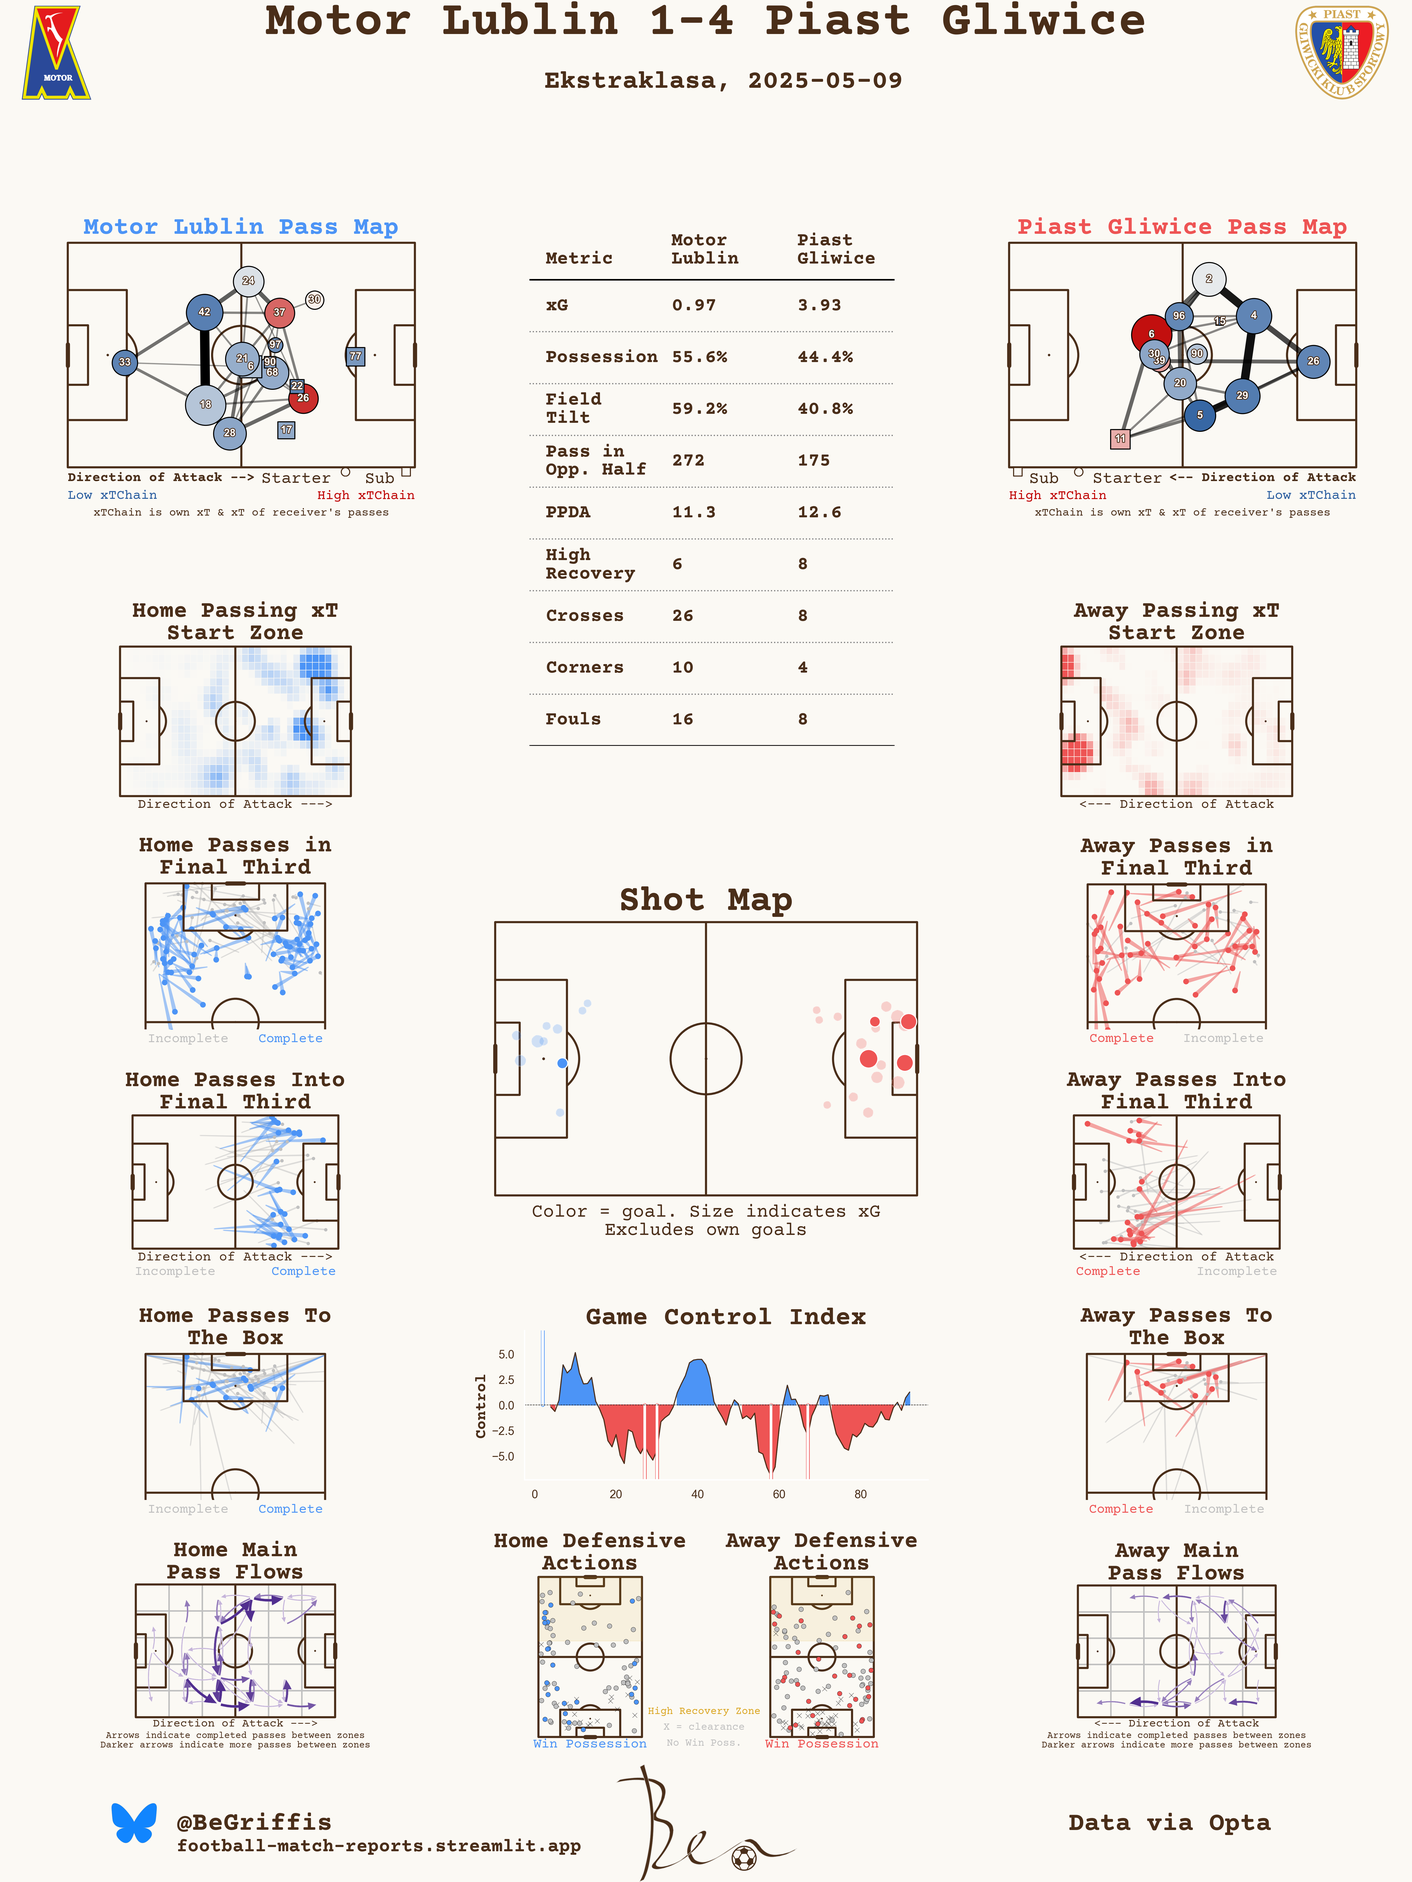 Motor Lublin 1-4 Piast Gliwice
Ekstraklasa, 2025-05-09
MOTOR
PIAST
GLIWICKI KLUB SPORTOWY
Motor Lublin Pass Map
24
42
37
30
97
33
21
6
90
68
77
22
26
18
28
17
Direction of Attack --> Starter Sub
Low xTChain High xTChain
xTChain is own xT & xT of receiver's passes
Metric Motor Lublin Piast Gliwice
xG 0.97 3.93
Possession 55.6% 44.4%
Field Tilt 59.2% 40.8%
Pass in Opp. Half 272 175
PPDA 11.3 12.6
High Recovery 6 8
Crosses 26 8
Corners 10 4
Fouls 16 8
Piast Gliwice Pass Map
2
96
15
4
6
30
39
90
26
20
29
5
11
Sub Starter <-- Direction of Attack
High xTChain Low xTChain
xTChain is own xT & xT of receiver's passes
Home Passing xT
Start Zone
Direction of Attack --->
Away Passing xT
Start Zone
<--- Direction of Attack
Home Passes in
Final Third
Incomplete Complete
Away Passes in
Final Third
Complete Incomplete
Shot Map
Color = goal. Size indicates xG
Excludes own goals
Home Passes Into
Final Third
Direction of Attack --->
Incomplete Complete
Away Passes Into
Final Third
<--- Direction of Attack
Complete Incomplete
Home Passes To
The Box
Incomplete Complete
Game Control Index
Control
5.0
2.5
0.0
−2.5
−5.0
0 20 40 60 80
Away Passes To
The Box
Complete Incomplete
Home Main
Pass Flows
Direction of Attack --->
Arrows indicate completed passes between zones
Darker arrows indicate more passes between zones
Home Defensive
Actions
Win Possession
High Recovery Zone
X = clearance
No Win Poss.
Away Defensive
Actions
Win Possession
Away Main
Pass Flows
<--- Direction of Attack
Arrows indicate completed passes between zones
Darker arrows indicate more passes between zones
@BeGriffis
football-match-reports.streamlit.app
Ben
Data via Opta